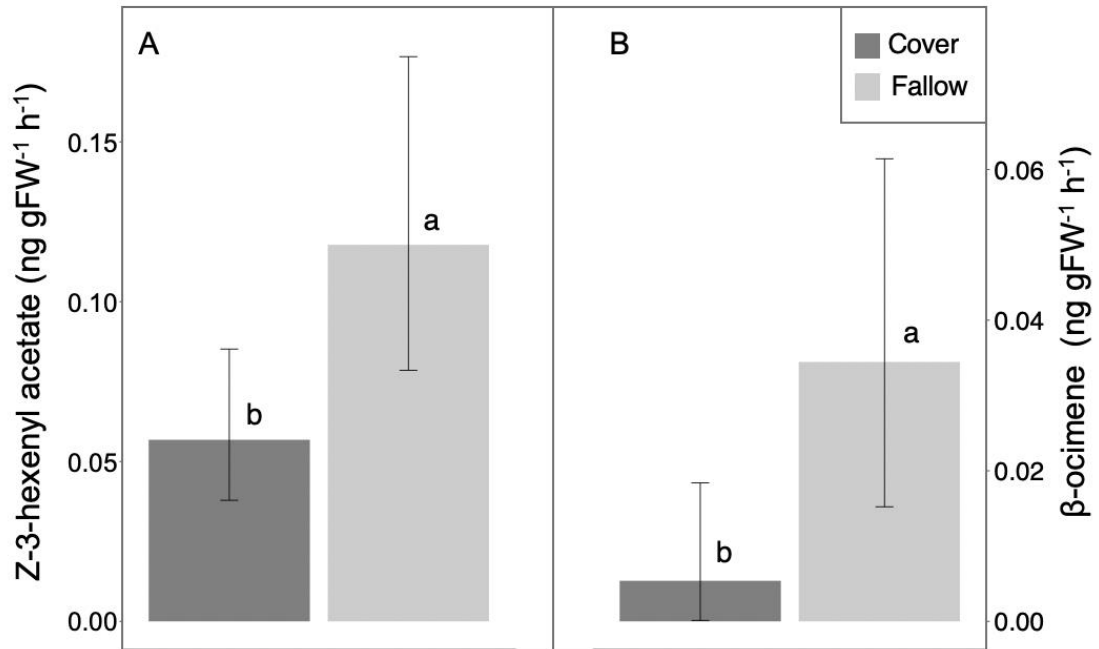 A
B
Cover
Fallow
Z-3-hexenyl acetate (ng gFW⁻¹ h⁻¹)
0.15
0.10
0.05
0.00
b
a
b
a
0.06
0.04
0.02
0.00
β-ocimene (ng gFW⁻¹ h⁻¹)